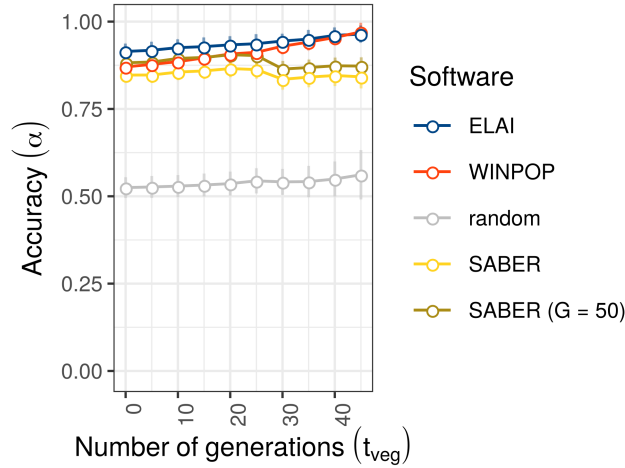 1.00
0.75
0.50
0.25
0.00
Accuracy (α)
0
10
20
30
40
Number of generations (t_veg)
Software
ELAI
WINPOP
random
SABER
SABER (G = 50)